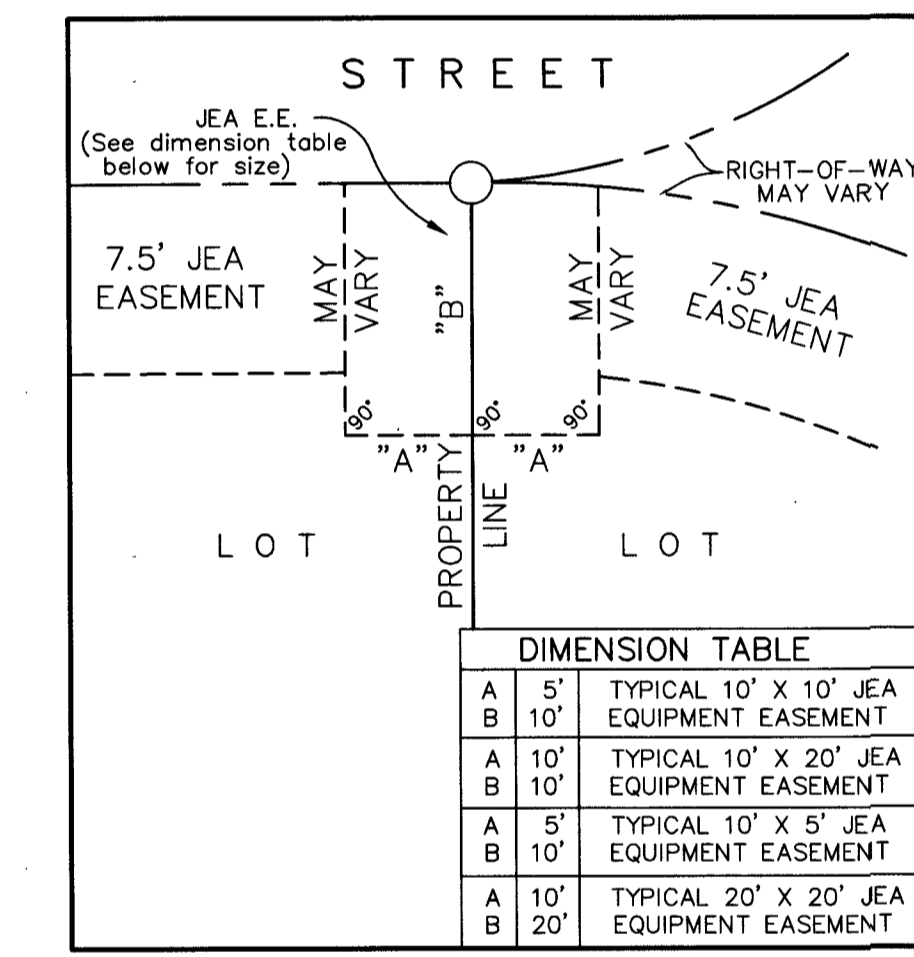 STREET
JEA E.E.
(See dimension table
below for size)
RIGHT-OF-WAY
MAY VARY
7.5' JEA
EASEMENT
MAY
VARY
"B"
MAY
VARY
7.5' JEA
EASEMENT
90°
90°
90°
"A"
"A"
PROPERTY
LINE
LOT
LOT
DIMENSION TABLE
A 5' TYPICAL 10' X 10' JEA
B 10' EQUIPMENT EASEMENT
A 10' TYPICAL 10' X 20' JEA
B 10' EQUIPMENT EASEMENT
A 5' TYPICAL 10' X 5' JEA
B 10' EQUIPMENT EASEMENT
A 10' TYPICAL 20' X 20' JEA
B 20' EQUIPMENT EASEMENT